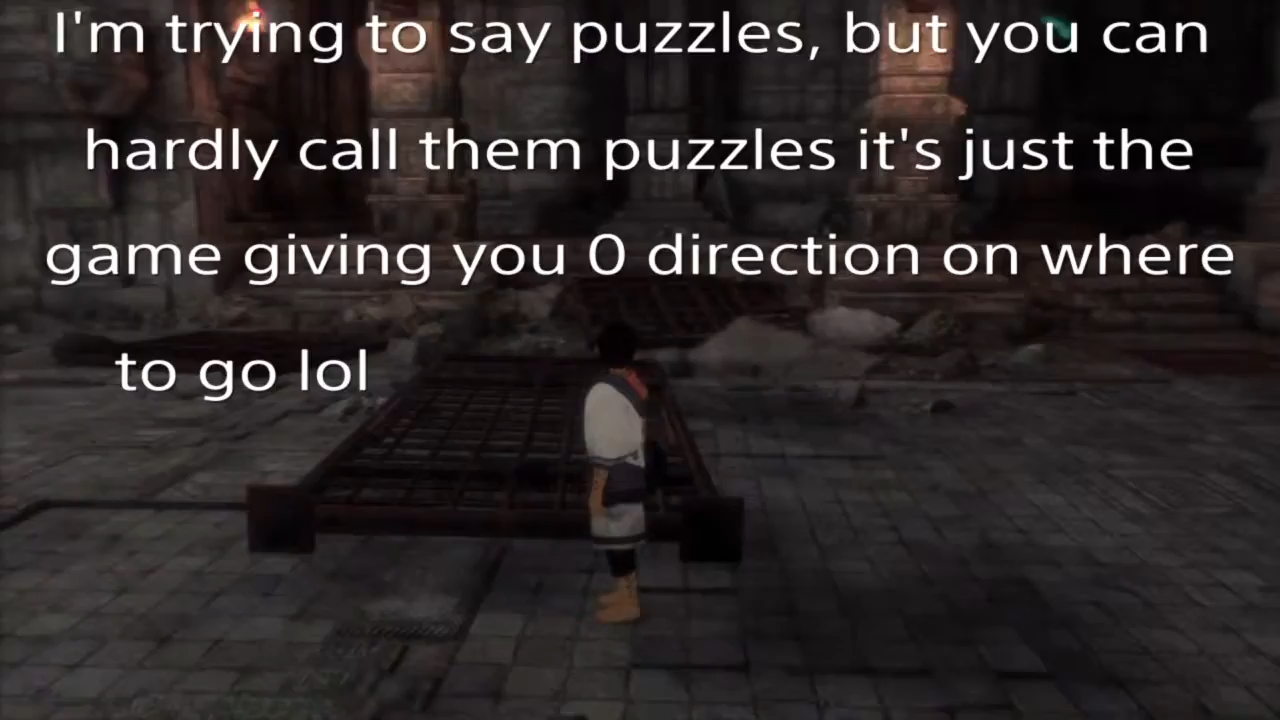 I'm trying to say puzzles, but you can
hardly call them puzzles it's just the
game giving you 0 direction on where
to go lol